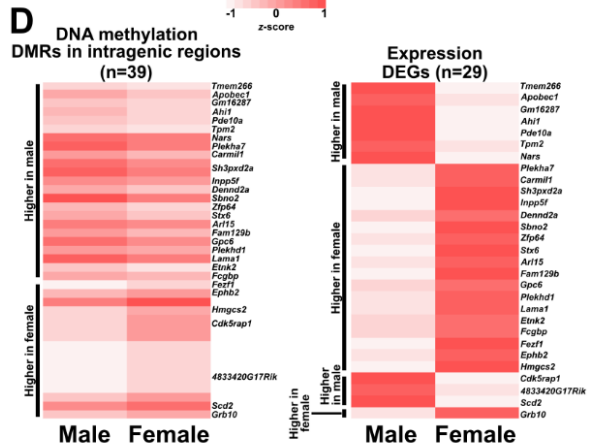 D
-1 0 1
z-score
DNA methylation
DMRs in intragenic regions
(n=39)
Higher in male
Higher in female
Tmem266
Apobec1
Gm16287
Ahi1
Pde10a
Tpm2
Nars
Plekha7
Carmil1
Sh3pxd2a
Inpp5f
Dennd2a
Sbno2
Zfp64
Stx6
Arl15
Fam129b
Gpc6
Plekhd1
Lama1
Etnk2
Fcgbp
Fezf1
Ephb2
Hmgcs2
Cdk5rap1
4833420G17Rik
Scd2
Grb10
Male Female
Expression
DEGs (n=29)
Higher in male
Higher in female
Higher in male
Higher in female
Tmem266
Apobec1
Gm16287
Ahi1
Pde10a
Tpm2
Nars
Plekha7
Carmil1
Sh3pxd2a
Inpp5f
Dennd2a
Sbno2
Zfp64
Stx6
Arl15
Fam129b
Gpc6
Plekhd1
Lama1
Etnk2
Fcgbp
Fezf1
Ephb2
Hmgcs2
Cdk5rap1
4833420G17Rik
Scd2
Grb10
Male Female